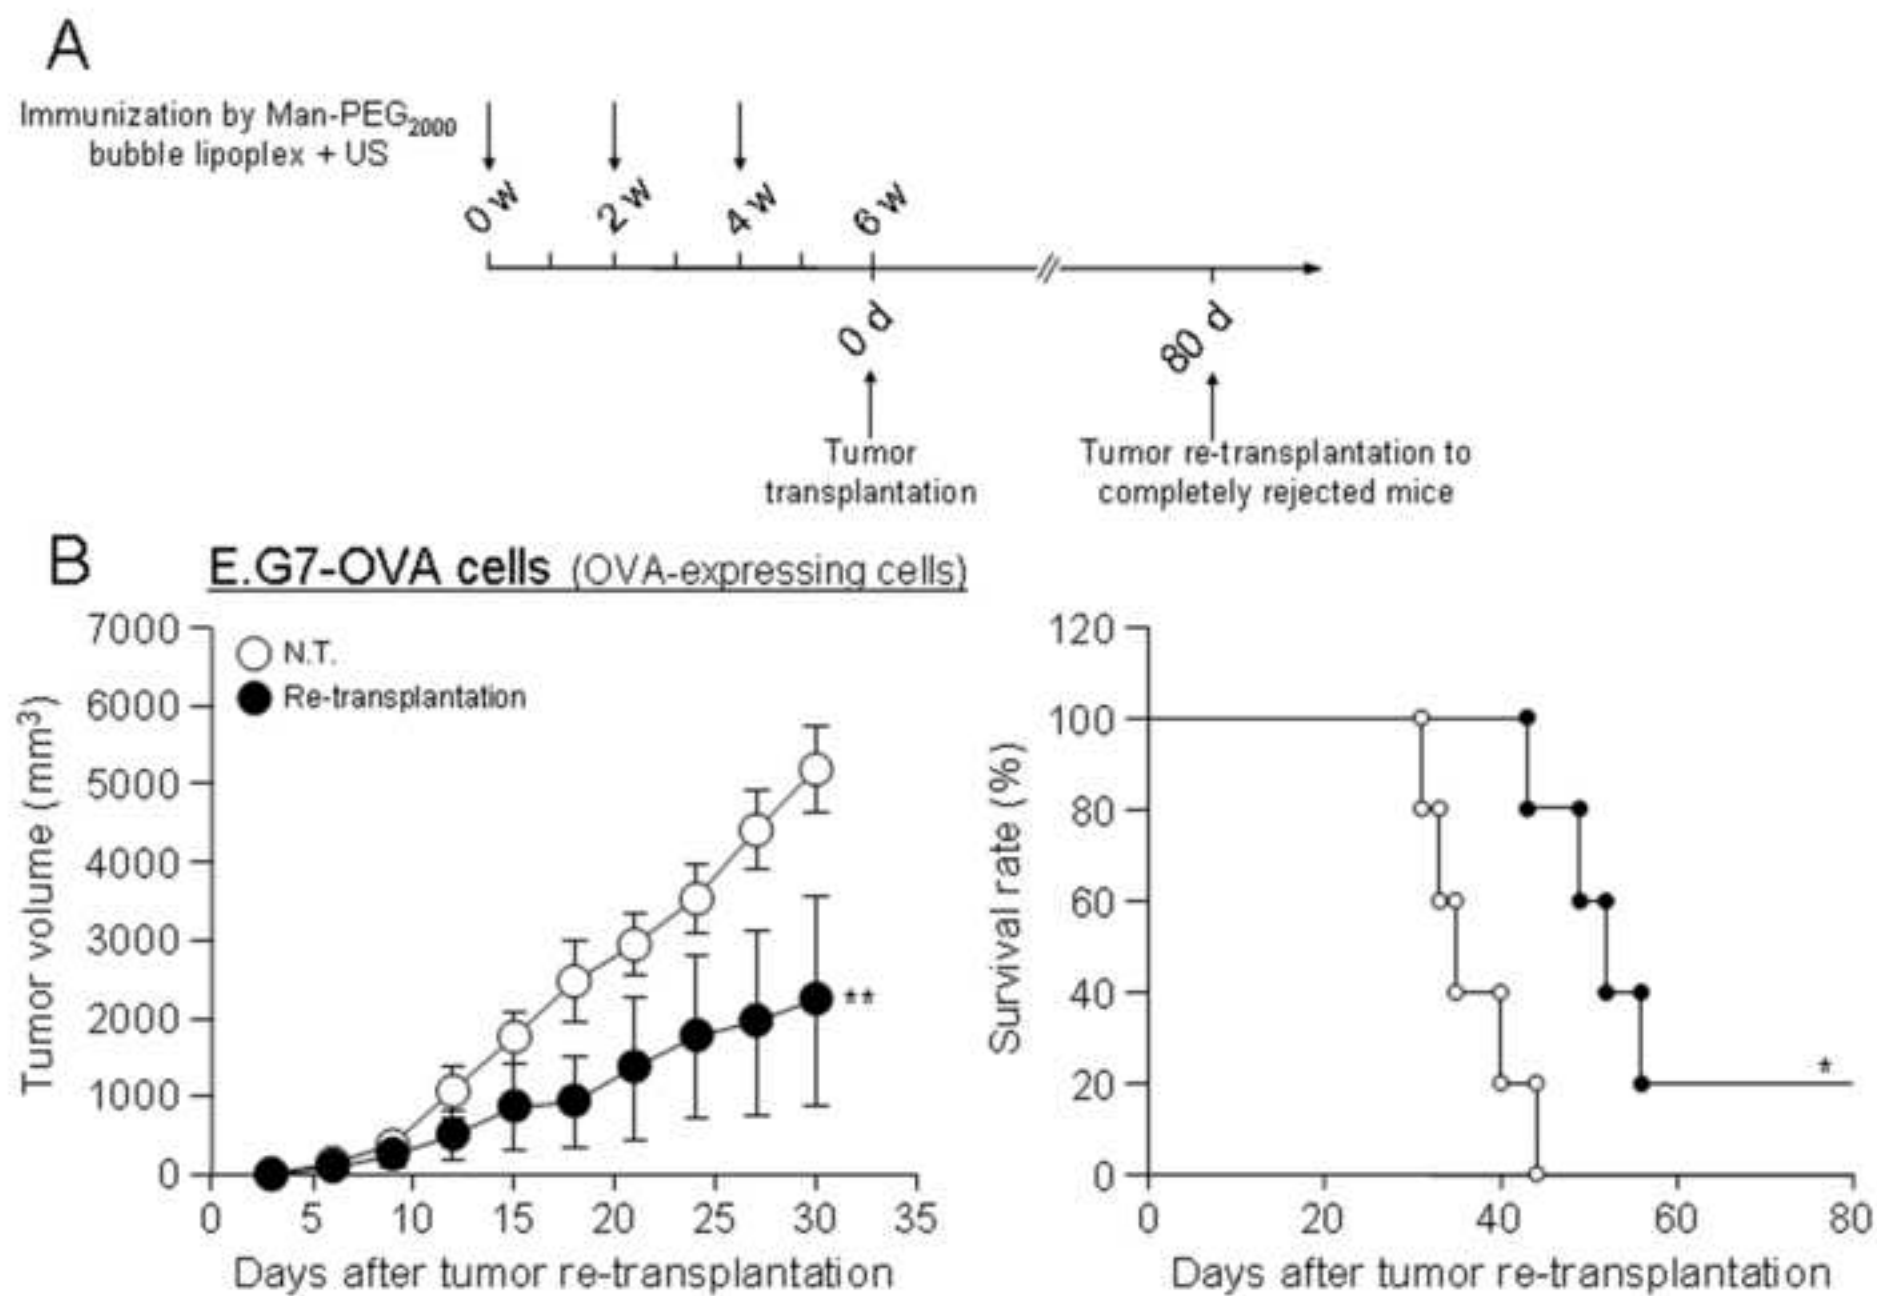 A
Immunization by Man-PEG2000
bubble lipoplex + US
0 w
2 w
4 w
6 w
0 d
80 d
Tumor
transplantation
Tumor re-transplantation to
completely rejected mice
B
E.G7-OVA cells (OVA-expressing cells)
7000
6000
5000
4000
3000
2000
1000
0
Tumor volume (mm³)
N.T.
Re-transplantation
**
0 5 10 15 20 25 30 35
Days after tumor re-transplantation
120
100
80
60
40
20
0
Survival rate (%)
*
0 20 40 60 80
Days after tumor re-transplantation